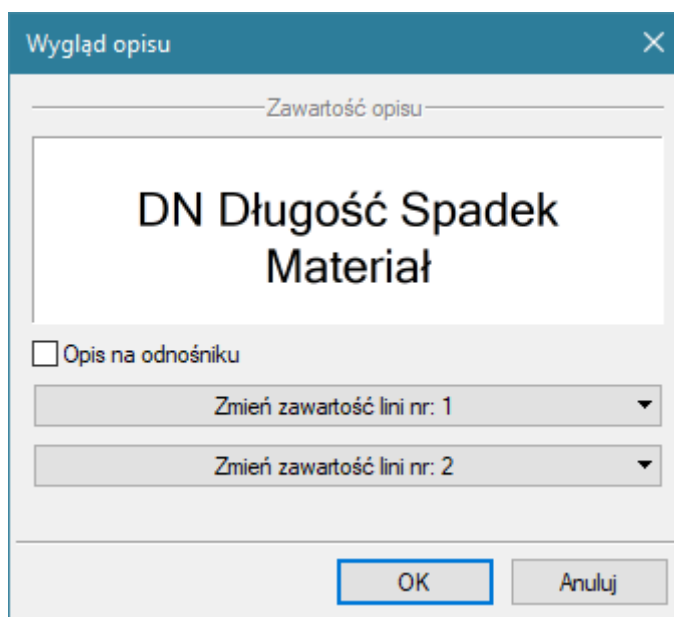 Wygląd opisu
Zawartość opisu
DN Długość Spadek
Materiał
Opis na odnośniku
Zmień zawartość lini nr: 1
Zmień zawartość lini nr: 2
OK
Anuluj